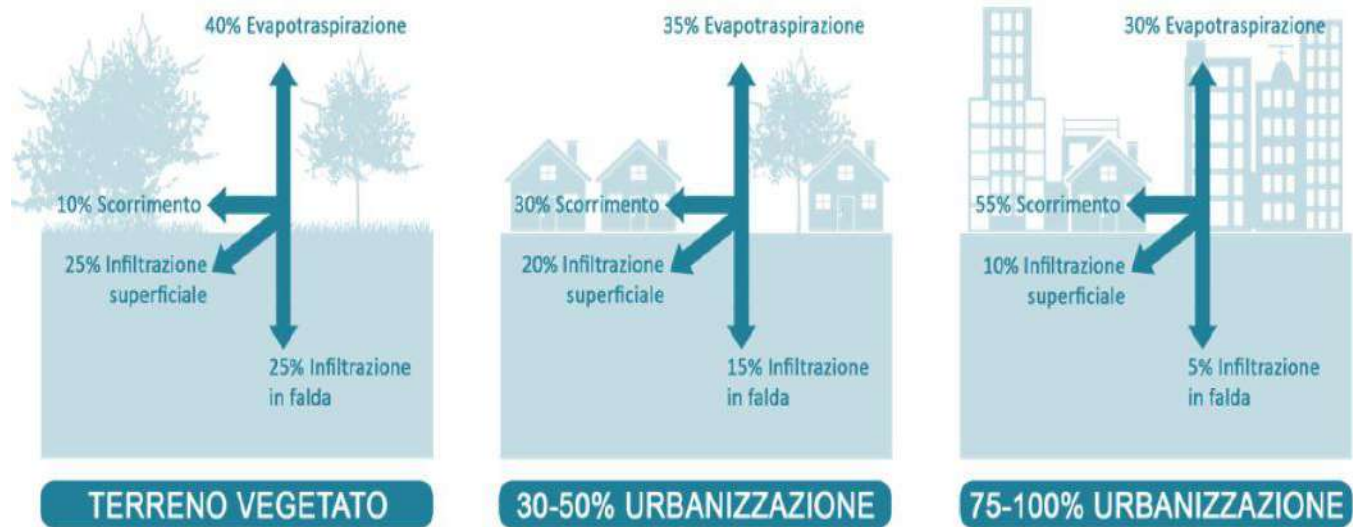 40% Evapotraspirazione
10% Scorrimento
25% Infiltrazione
superficiale
25% Infiltrazione
in falda
TERRENO VEGETATO
35% Evapotraspirazione
30% Scorrimento
20% Infiltrazione
superficiale
15% Infiltrazione
in falda
30-50% URBANIZZAZIONE
30% Evapotraspirazione
55% Scorrimento
10% Infiltrazione
superficiale
5% Infiltrazione
in falda
75-100% URBANIZZAZIONE